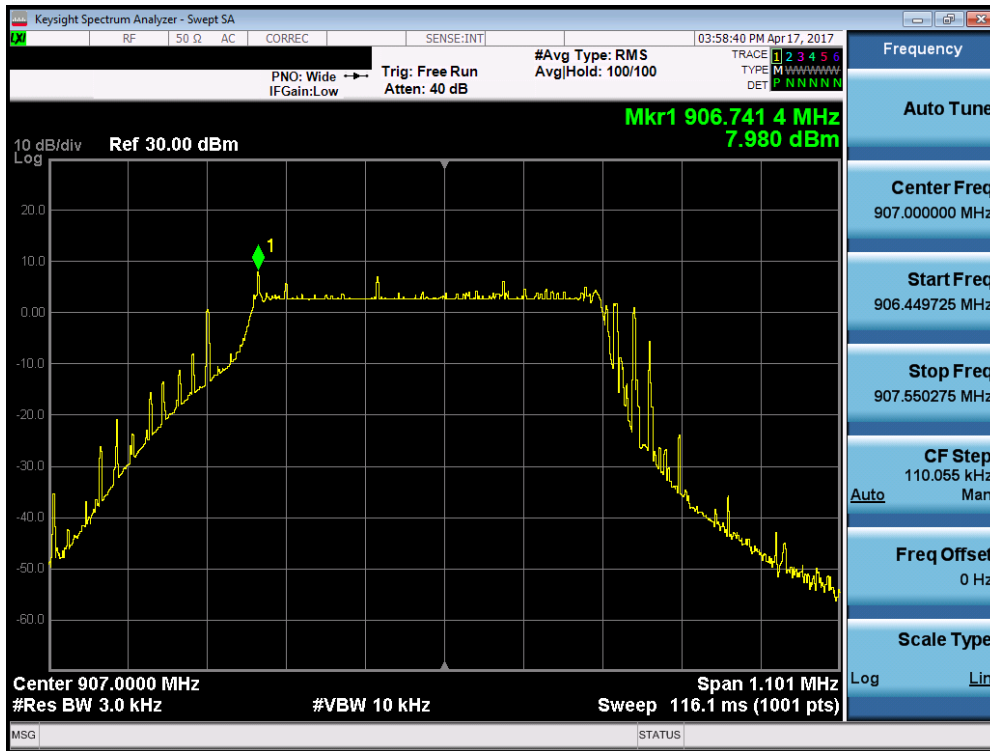 Keysight Spectrum Analyzer - Swept SA
LXI RF 50 Ω AC CORREC SENSE:INT 03:58:40 PM Apr 17, 2017
PNO: Wide
IFGain:Low
Trig: Free Run
Atten: 40 dB
#Avg Type: RMS
Avg|Hold: 100/100
TRACE 1 2 3 4 5 6
TYPE M WWWWW
DET P N N N N N
Mkr1 906.741 4 MHz
7.980 dBm
10 dB/div
Log
Ref 30.00 dBm
1
20.0
10.0
0.00
-10.0
-20.0
-30.0
-40.0
-50.0
-60.0
Center 907.0000 MHz
Span 1.101 MHz
#Res BW 3.0 kHz
#VBW 10 kHz
Sweep 116.1 ms (1001 pts)
MSG
STATUS
Frequency
Auto Tune
Center Freq
907.000000 MHz
Start Freq
906.449725 MHz
Stop Freq
907.550275 MHz
CF Step
110.055 kHz
Auto Man
Freq Offset
0 Hz
Scale Type
Log Lin